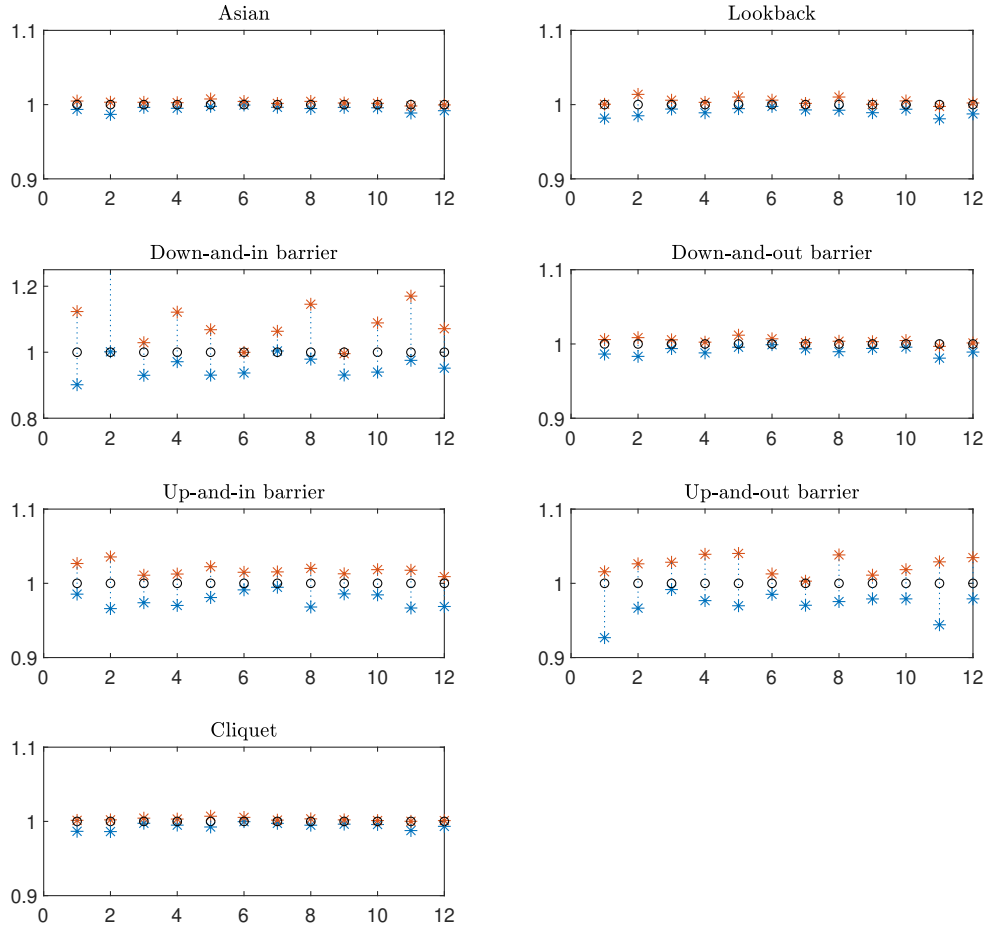 Asian
1.1
1
0.9
0 2 4 6 8 10 12
Lookback
1.1
1
0.9
0 2 4 6 8 10 12
Down-and-in barrier
1.2
1
0.8
0 2 4 6 8 10 12
Down-and-out barrier
1.1
1
0.9
0 2 4 6 8 10 12
Up-and-in barrier
1.1
1
0.9
0 2 4 6 8 10 12
Up-and-out barrier
1.1
1
0.9
0 2 4 6 8 10 12
Cliquet
1.1
1
0.9
0 2 4 6 8 10 12